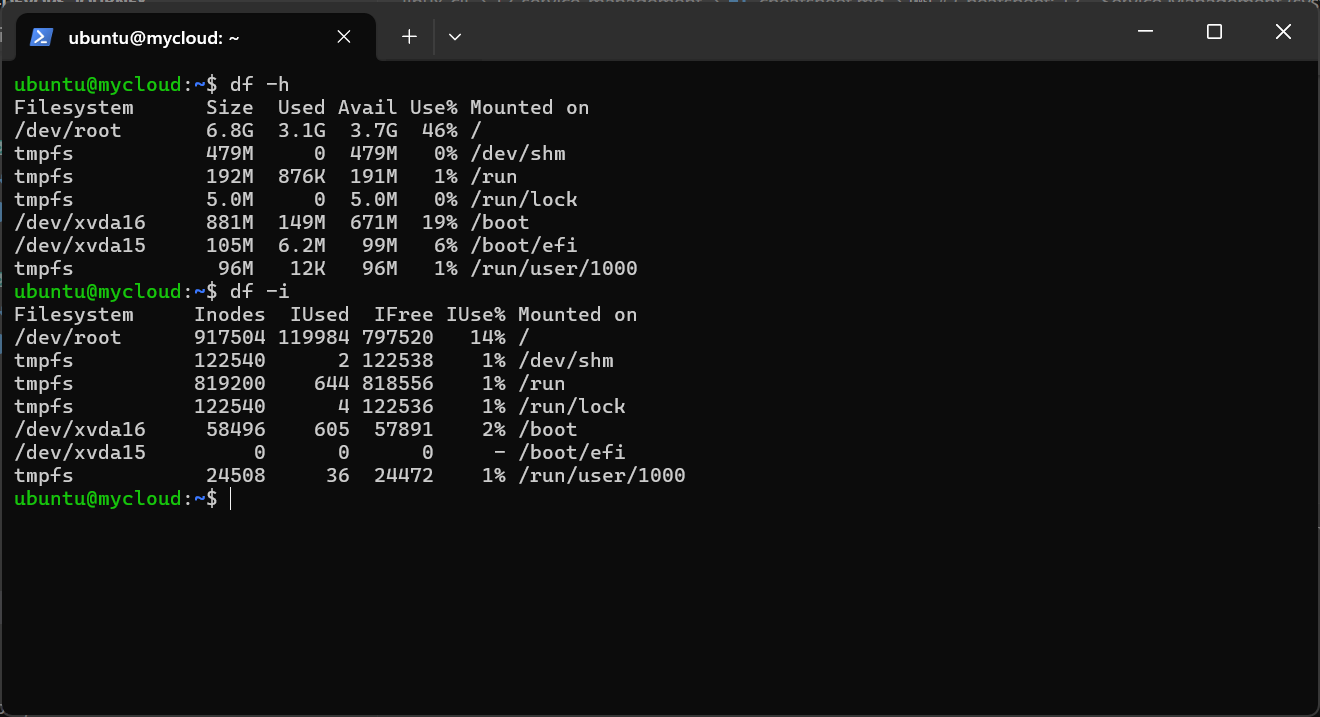 ubuntu@mycloud: ~
ubuntu@mycloud:~$ df -h
Filesystem      Size  Used Avail Use% Mounted on
/dev/root       6.8G  3.1G  3.7G  46% /
tmpfs           479M     0  479M   0% /dev/shm
tmpfs           192M  876K  191M   1% /run
tmpfs           5.0M     0  5.0M   0% /run/lock
/dev/xvda16     881M  149M  671M  19% /boot
/dev/xvda15     105M  6.2M   99M   6% /boot/efi
tmpfs            96M   12K   96M   1% /run/user/1000
ubuntu@mycloud:~$ df -i
Filesystem     Inodes  IUsed  IFree IUse% Mounted on
/dev/root      917504 119984 797520   14% /
tmpfs          122540      2 122538    1% /dev/shm
tmpfs          819200    644 818556    1% /run
tmpfs          122540      4 122536    1% /run/lock
/dev/xvda16     58496    605  57891    2% /boot
/dev/xvda15         0      0      0     - /boot/efi
tmpfs           24508     36  24472    1% /run/user/1000
ubuntu@mycloud:~$